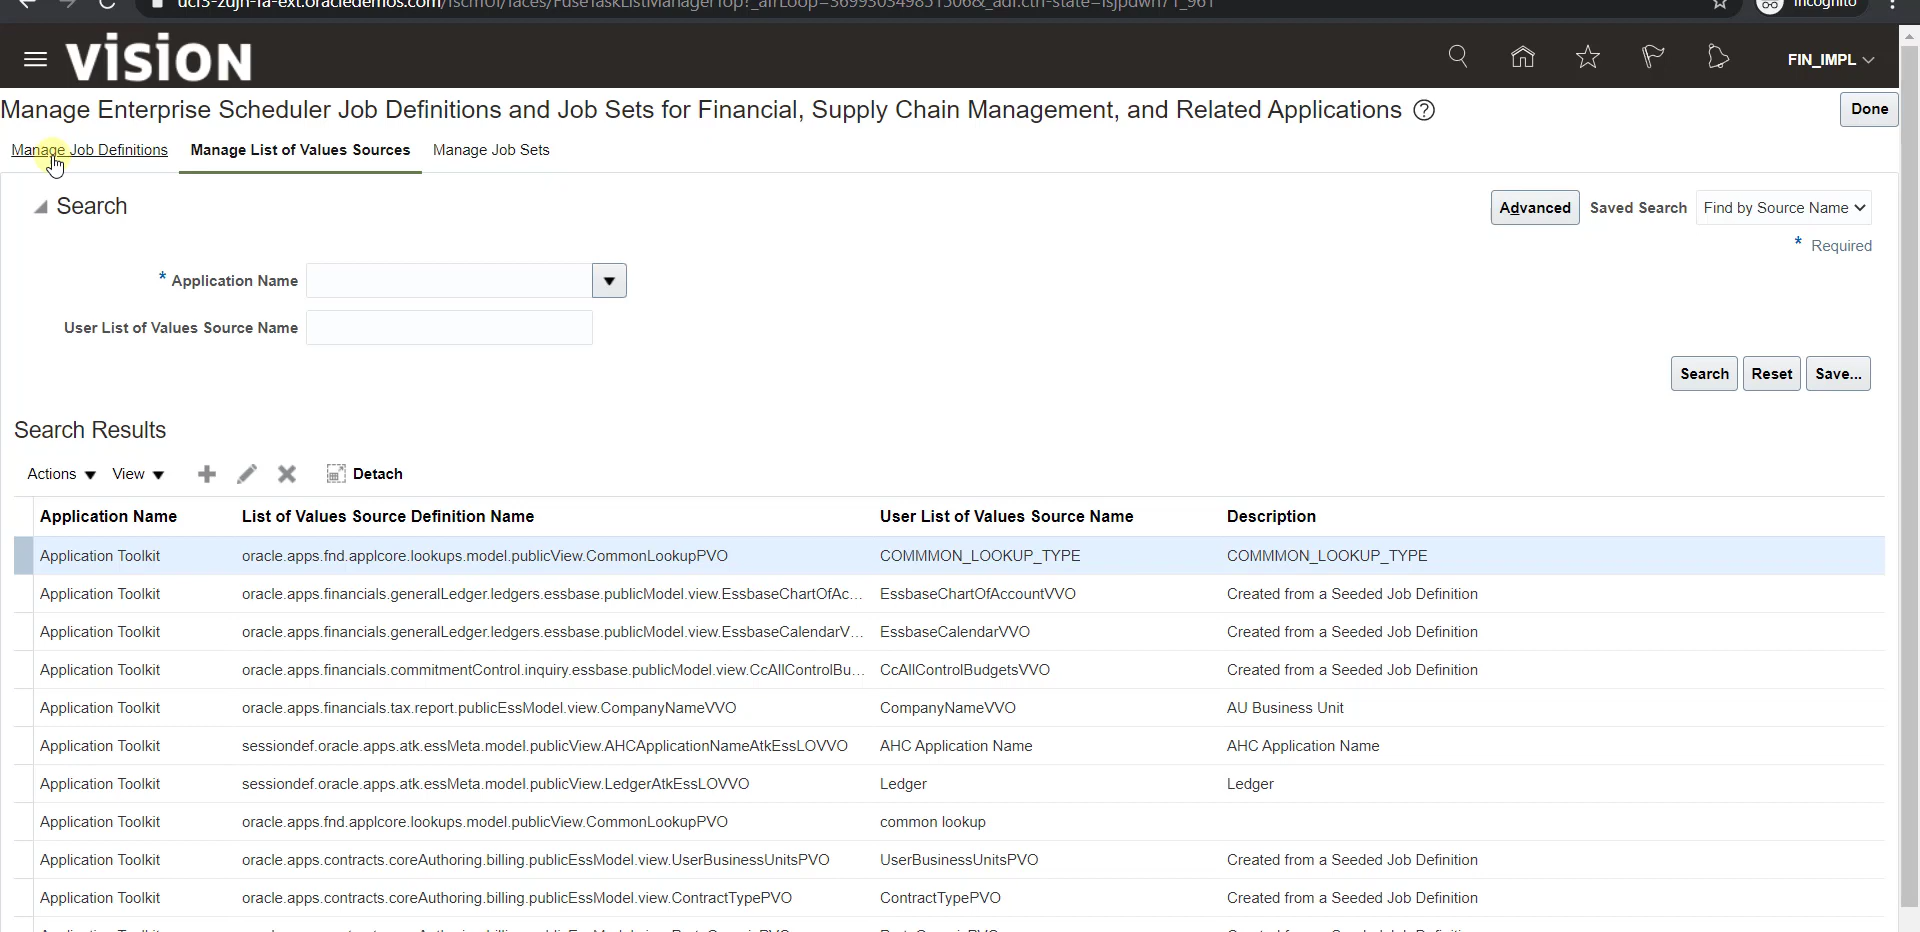 vision
FIN_IMPL
Manage Enterprise Scheduler Job Definitions and Job Sets for Financial, Supply Chain Management, and Related Applications
Done
Manage Job Definitions Manage List of Values Sources Manage Job Sets
Search
Advanced Saved Search Find by Source Name
* Required
* Application Name
User List of Values Source Name
Search Reset Save...
Search Results
Actions View Detach
Application Name List of Values Source Definition Name User List of Values Source Name Description
Application Toolkit oracle.apps.fnd.applcore.lookups.model.publicView.CommonLookupPVO COMMMON_LOOKUP_TYPE COMMMON_LOOKUP_TYPE
Application Toolkit oracle.apps.financials.generalLedger.ledgers.essbase.publicModel.view.EssbaseChartOfAc... EssbaseChartOfAccountVVO Created from a Seeded Job Definition
Application Toolkit oracle.apps.financials.generalLedger.ledgers.essbase.publicModel.view.EssbaseCalendarV... EssbaseCalendarVVO Created from a Seeded Job Definition
Application Toolkit oracle.apps.financials.commitmentControl.inquiry.essbase.publicModel.view.CcAllControlBu... CcAllControlBudgetsVVO Created from a Seeded Job Definition
Application Toolkit oracle.apps.financials.tax.report.publicEssModel.view.CompanyNameVVO CompanyNameVVO AU Business Unit
Application Toolkit sessiondef.oracle.apps.atk.essMeta.model.publicView.AHCApplicationNameAtkEssLOVVO AHC Application Name AHC Application Name
Application Toolkit sessiondef.oracle.apps.atk.essMeta.model.publicView.LedgerAtkEssLOVVO Ledger Ledger
Application Toolkit oracle.apps.fnd.applcore.lookups.model.publicView.CommonLookupPVO common lookup
Application Toolkit oracle.apps.contracts.coreAuthoring.billing.publicEssModel.view.UserBusinessUnitsPVO UserBusinessUnitsPVO Created from a Seeded Job Definition
Application Toolkit oracle.apps.contracts.coreAuthoring.billing.publicEssModel.view.ContractTypePVO ContractTypePVO Created from a Seeded Job Definition